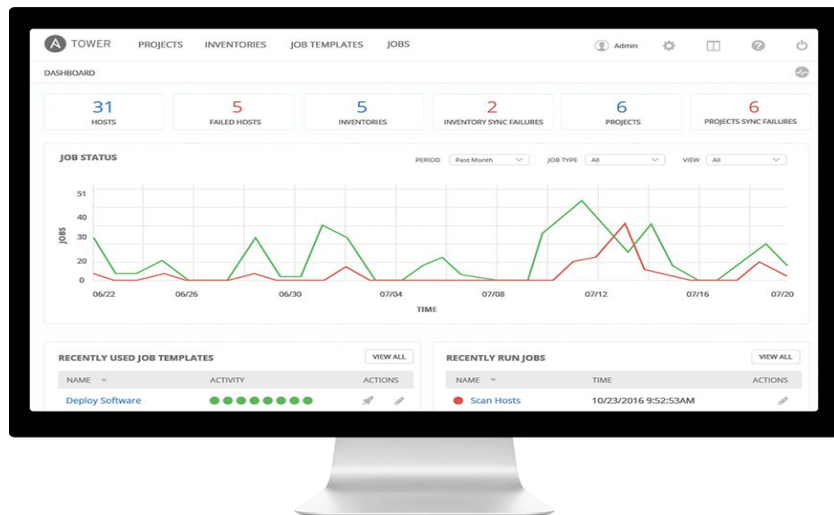 A TOWER PROJECTS INVENTORIES JOB TEMPLATES JOBS Admin ?
DASHBOARD
31 5 5 2 6 6
HOSTS FAILED HOSTS INVENTORIES INVENTORY SYNC FAILURES PROJECTS PROJECTS SYNC FAILURES
JOB STATUS PERIOD Past Month JOB TYPE All VIEW All
51
40
30
20
0
JOBS
06/22 06/26 06/30 07/04 07/08 07/12 07/16 07/20
TIME
RECENTLY USED JOB TEMPLATES VIEW ALL
NAME ACTIVITY ACTIONS
Deploy Software
RECENTLY RUN JOBS VIEW ALL
NAME TIME ACTIONS
Scan Hosts 10/23/2016 9:52:53AM